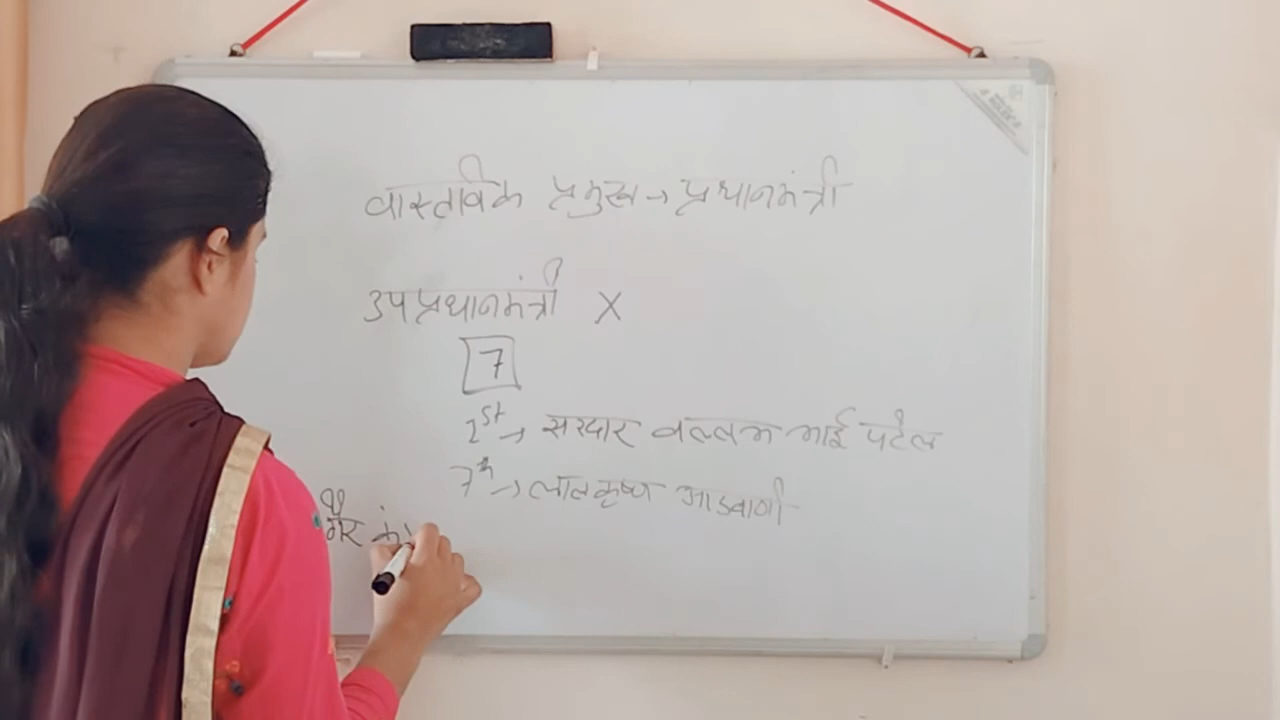 वास्तविक प्रमुख → प्रधानमंत्री
उपप्रधानमंत्री X
7
1st → सरदार वल्लभ भाई पटेल
7th → लालकृष्ण आडवाणी
गैर